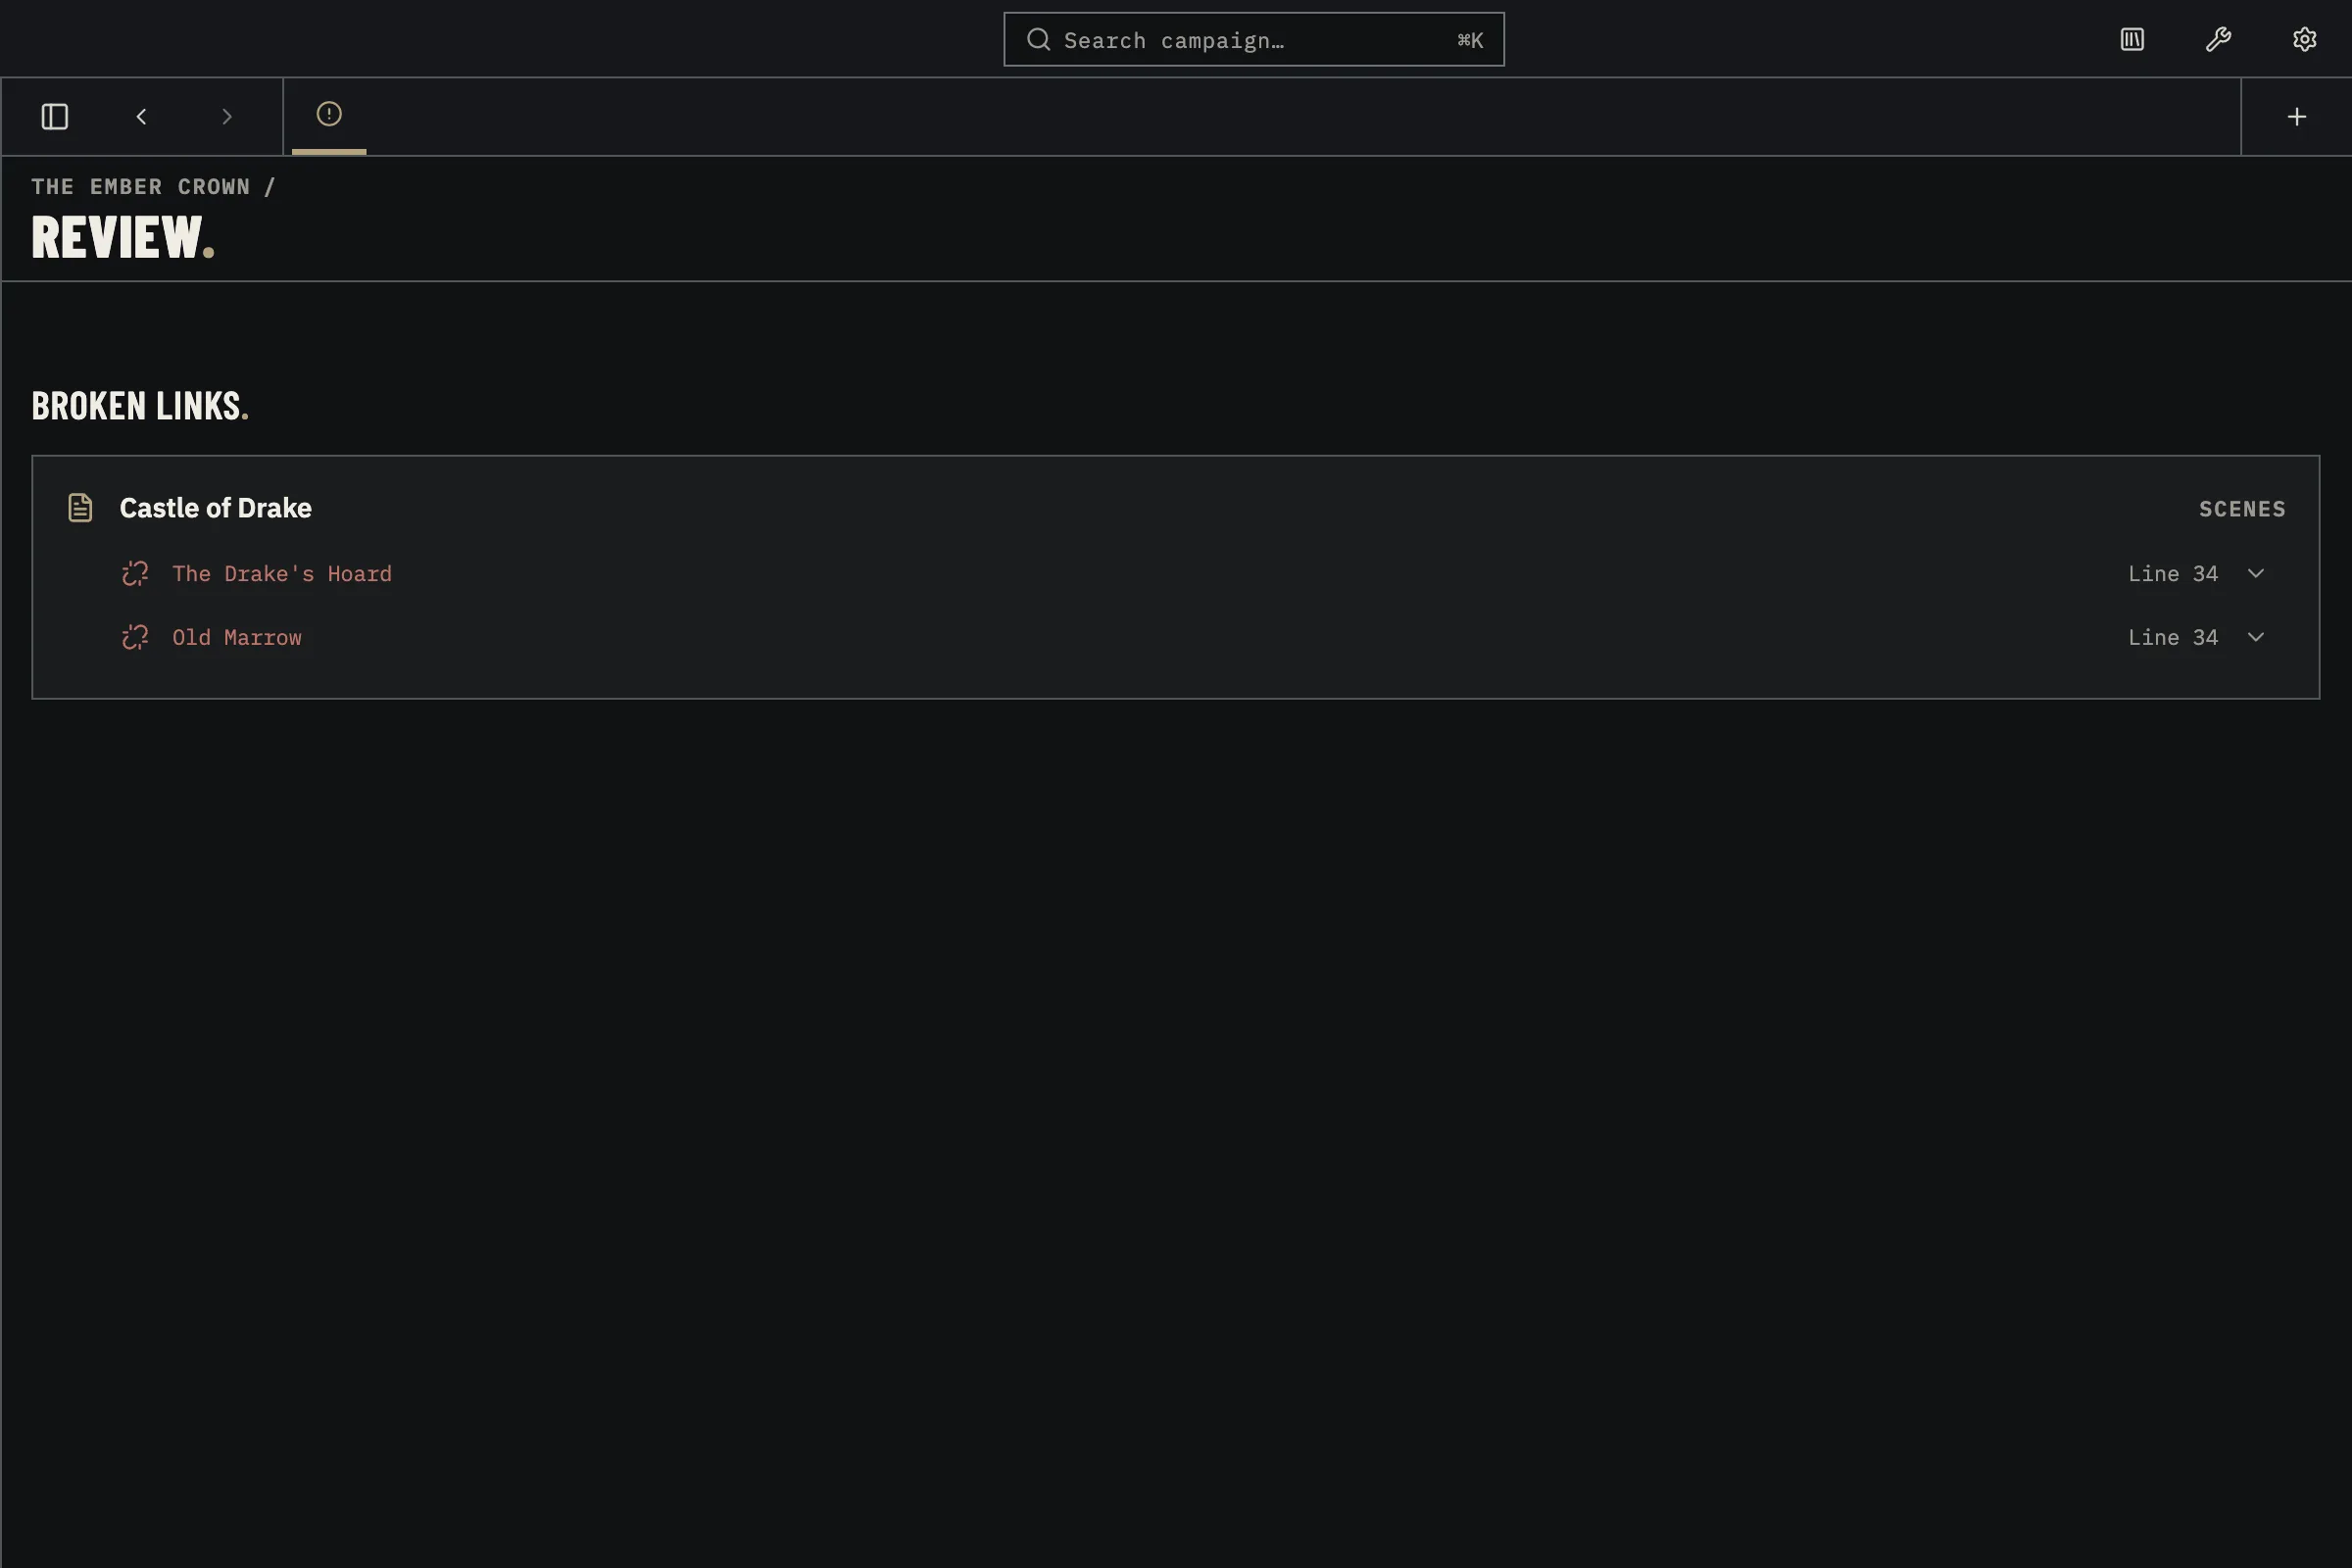 Search campaign… ⌘K
THE EMBER CROWN /
REVIEW.
BROKEN LINKS.
Castle of Drake SCENES
The Drake's Hoard Line 34
Old Marrow Line 34